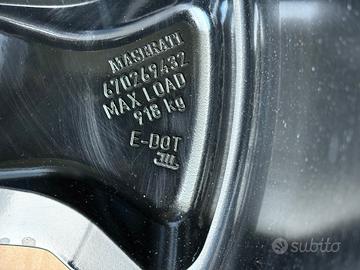 MASERATI
670269432
MAX LOAD
918 kg
E-DOT
subito